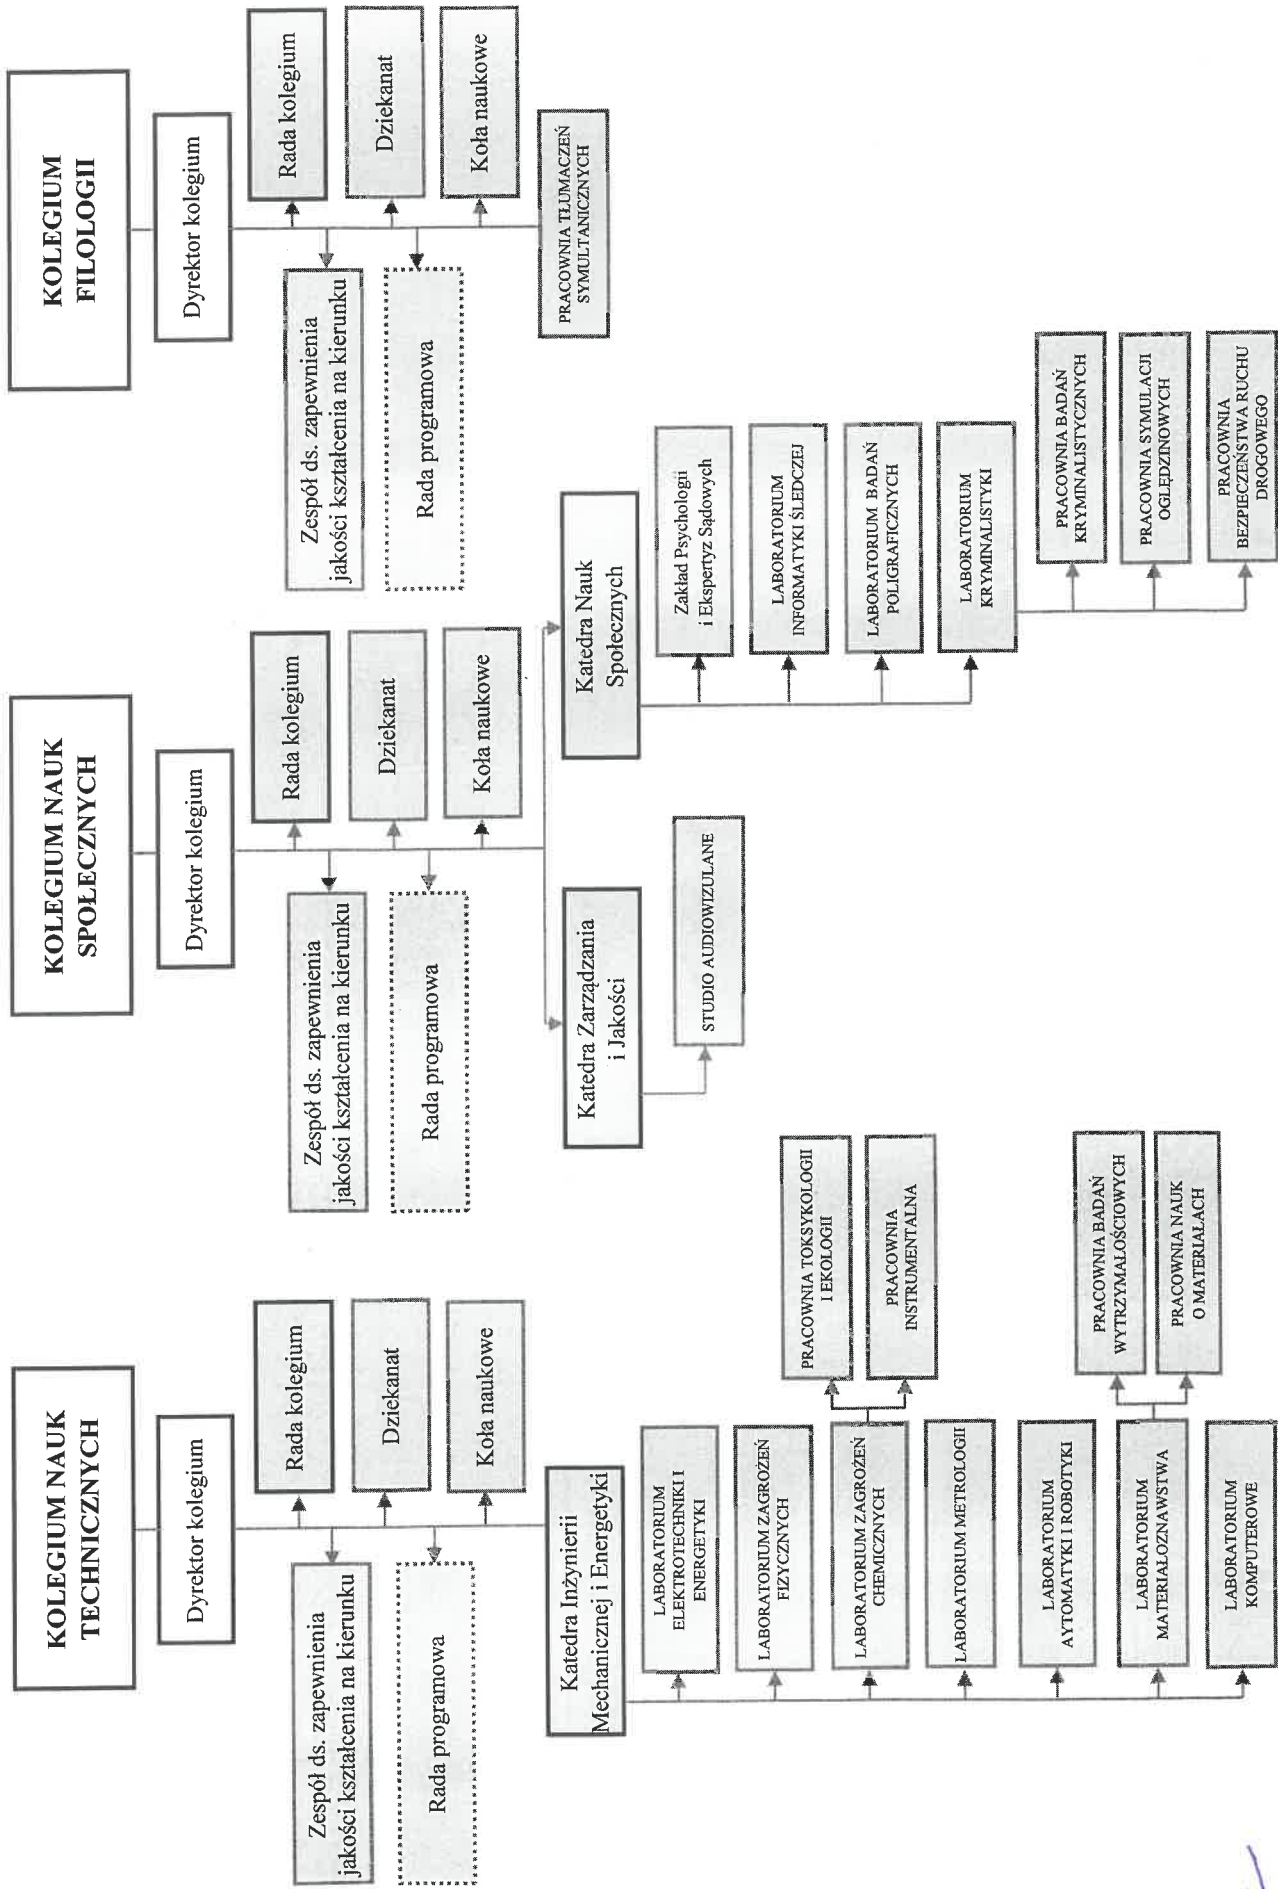 KOLEGIUM NAUK
TECHNICZNYCH
Dyrektor kolegium
Rada kolegium
Zespół ds. zapewnienia
jakości kształcenia na kierunku
Dziekanat
Rada programowa
Koła naukowe
Katedra Inżynierii
Mechanicznej i Energetyki
LABORATORIUM
ELEKTROTECHNIKI I
ENERGETYKI
LABORATORIUM ZAGROŻEŃ
FIZYCZNYCH
LABORATORIUM ZAGROŻEŃ
CHEMICZNYCH
PRACOWNIA TOKSYKOLOGII
I EKOLOGII
PRACOWNIA
INSTRUMENTALNA
LABORATORIUM METROLOGII
LABORATORIUM
AYTOMATYKI I ROBOTYKI
LABORATORIUM
MATERIAŁOZNAWSTWA
PRACOWNIA BADAŃ
WYTRZYMAŁOŚCIOWYCH
PRACOWNIA NAUK
O MATERIAŁACH
LABORATORIUM
KOMPUTEROWE
KOLEGIUM NAUK
SPOŁECZNYCH
Dyrektor kolegium
Rada kolegium
Zespół ds. zapewnienia
jakości kształcenia na kierunku
Dziekanat
Rada programowa
Koła naukowe
Katedra Zarządzania
i Jakości
STUDIO AUDIOWIZULANE
Katedra Nauk
Społecznych
Zakład Psychologii
i Ekspertyz Sądowych
LABORATORIUM
INFORMATYKI ŚLEDCZEJ
LABORATORIUM BADAŃ
POLIGRAFICZNYCH
LABORATORIUM
KRYMINALISTYKI
PRACOWNIA BADAŃ
KRYMINALISTYCZNYCH
PRACOWNIA SYMULACJI
OGLĘDZINOWYCH
PRACOWNIA
BEZPIECZEŃSTWA RUCHU
DROGOWEGO
KOLEGIUM
FILOLOGII
Dyrektor kolegium
Rada kolegium
Zespół ds. zapewnienia
jakości kształcenia na kierunku
Dziekanat
Rada programowa
Koła naukowe
PRACOWNIA TŁUMACZEŃ
SYMULTANICZNYCH